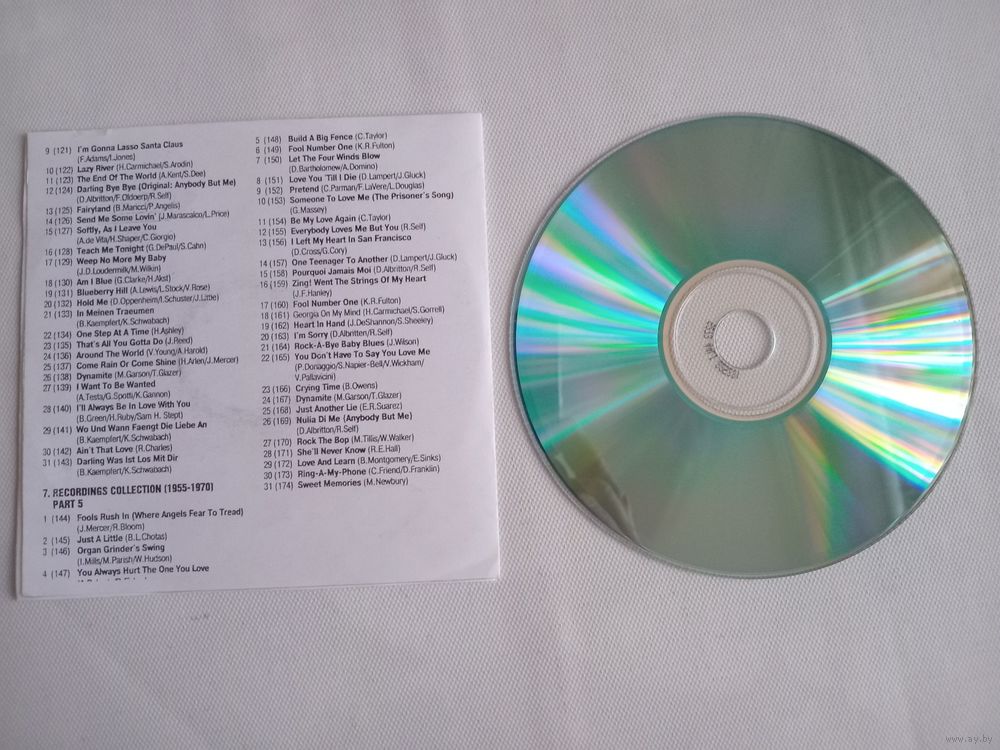 9 (121) I'm Gonna Lasso Santa Claus
(F.Adams/I.Jones)
10 (122) Lazy River (H.Carmichael/S.Arodin)
11 (123) The End Of The World (A.Kent/S.Dee)
12 (124) Darling Bye Bye (Original: Anybody But Me)
(D.Albritton/F.Oldoerp/R.Self)
13 (125) Fairyland (B.Maricci/P.Angelis)
14 (126) Send Me Some Lovin' (J.Marascalco/L.Price)
15 (127) Softly, As I Leave You
(A.de Vita/H.Shaper/C.Giorgio)
16 (128) Teach Me Tonight (G.DePaul/S.Cahn)
17 (129) Weep No More My Baby
(J.D.Loudermilk/M.Wilkin)
18 (130) Am I Blue (G.Clarke/H.Akst)
19 (131) Blueberry Hill (A.Lewis/L.Stock/V.Rose)
20 (132) Hold Me (D.Oppenheim/I.Schuster/J.Little)
21 (133) In Meinen Traeumen
(B.Kaempfert/K.Schwabach)
22 (134) One Step At A Time (H.Ashley)
23 (135) That's All You Gotta Do (J.Reed)
24 (136) Around The World (V.Young/A.Harold)
25 (137) Come Rain Or Come Shine (H.Arlen/J.Mercer)
26 (138) Dynamite (M.Garson/T.Glazer)
27 (139) I Want To Be Wanted
(A.Testa/G.Spotti/K.Gannon)
28 (140) I'll Always Be In Love With You
(B.Green/H.Ruby/Sam H. Stept)
29 (141) Wo Und Wann Faengt Die Liebe An
(B.Kaempfert/K.Schwabach)
30 (142) Ain't That Love (R.Charles)
31 (143) Darling Was Ist Los Mit Dir
(B.Kaempfert/K.Schwabach)
7. RECORDINGS COLLECTION (1955-1970)
PART 5
1 (144) Fools Rush In (Where Angels Fear To Tread)
(J.Mercer/R.Bloom)
2 (145) Just A Little (B.L.Chotas)
3 (146) Organ Grinder's Swing
(I.Mills/M.Parish/W.Hudson)
4 (147) You Always Hurt The One You Love
5 (148) Build A Big Fence (C.Taylor)
6 (149) Fool Number One (K.R.Fulton)
7 (150) Let The Four Winds Blow
(D.Bartholomew/A.Domino)
8 (151) Love You 'Till I Die (D.Lampert/J.Gluck)
9 (152) Pretend (C.Parman/F.LaVere/L.Douglas)
10 (153) Someone To Love Me (The Prisoner's Song)
(G.Massey)
11 (154) Be My Love Again (C.Taylor)
12 (155) Everybody Loves Me But You (R.Self)
13 (156) I Left My Heart In San Francisco
(D.Cross/G.Cory)
14 (157) One Teenager To Another (D.Lampert/J.Gluck)
15 (158) Pourquoi Jamais Moi (D.Albritton/R.Self)
16 (159) Zing! Went The Strings Of My Heart
(J.F.Hanley)
17 (160) Fool Number One (K.R.Fulton)
18 (161) Georgia On My Mind (H.Carmichael/S.Gorrell)
19 (162) Heart In Hand (J.DeShannon/S.Sheeley)
20 (163) I'm Sorry (D.Albritten/R.Self)
21 (164) Rock-A-Bye Baby Blues (J.Wilson)
22 (165) You Don't Have To Say You Love Me
(P.Donaggio/S.Napier-Bell/V.Wickham/
V.Pallavicini)
23 (166) Crying Time (B.Owens)
24 (167) Dynamite (M.Garson/T.Glazer)
25 (168) Just Another Lie (E.R.Suarez)
26 (169) Nulia Di Me (Anybody But Me)
(D.Albritton/R.Self)
27 (170) Rock The Bop (M.Tillis/W.Walker)
28 (171) She'll Never Know (R.E.Hall)
29 (172) Love And Learn (B.Montgomery/E.Sinks)
30 (173) Ring-A-My-Phone (C.Friend/D.Franklin)
31 (174) Sweet Memories (M.Newbury)
www.ay.by